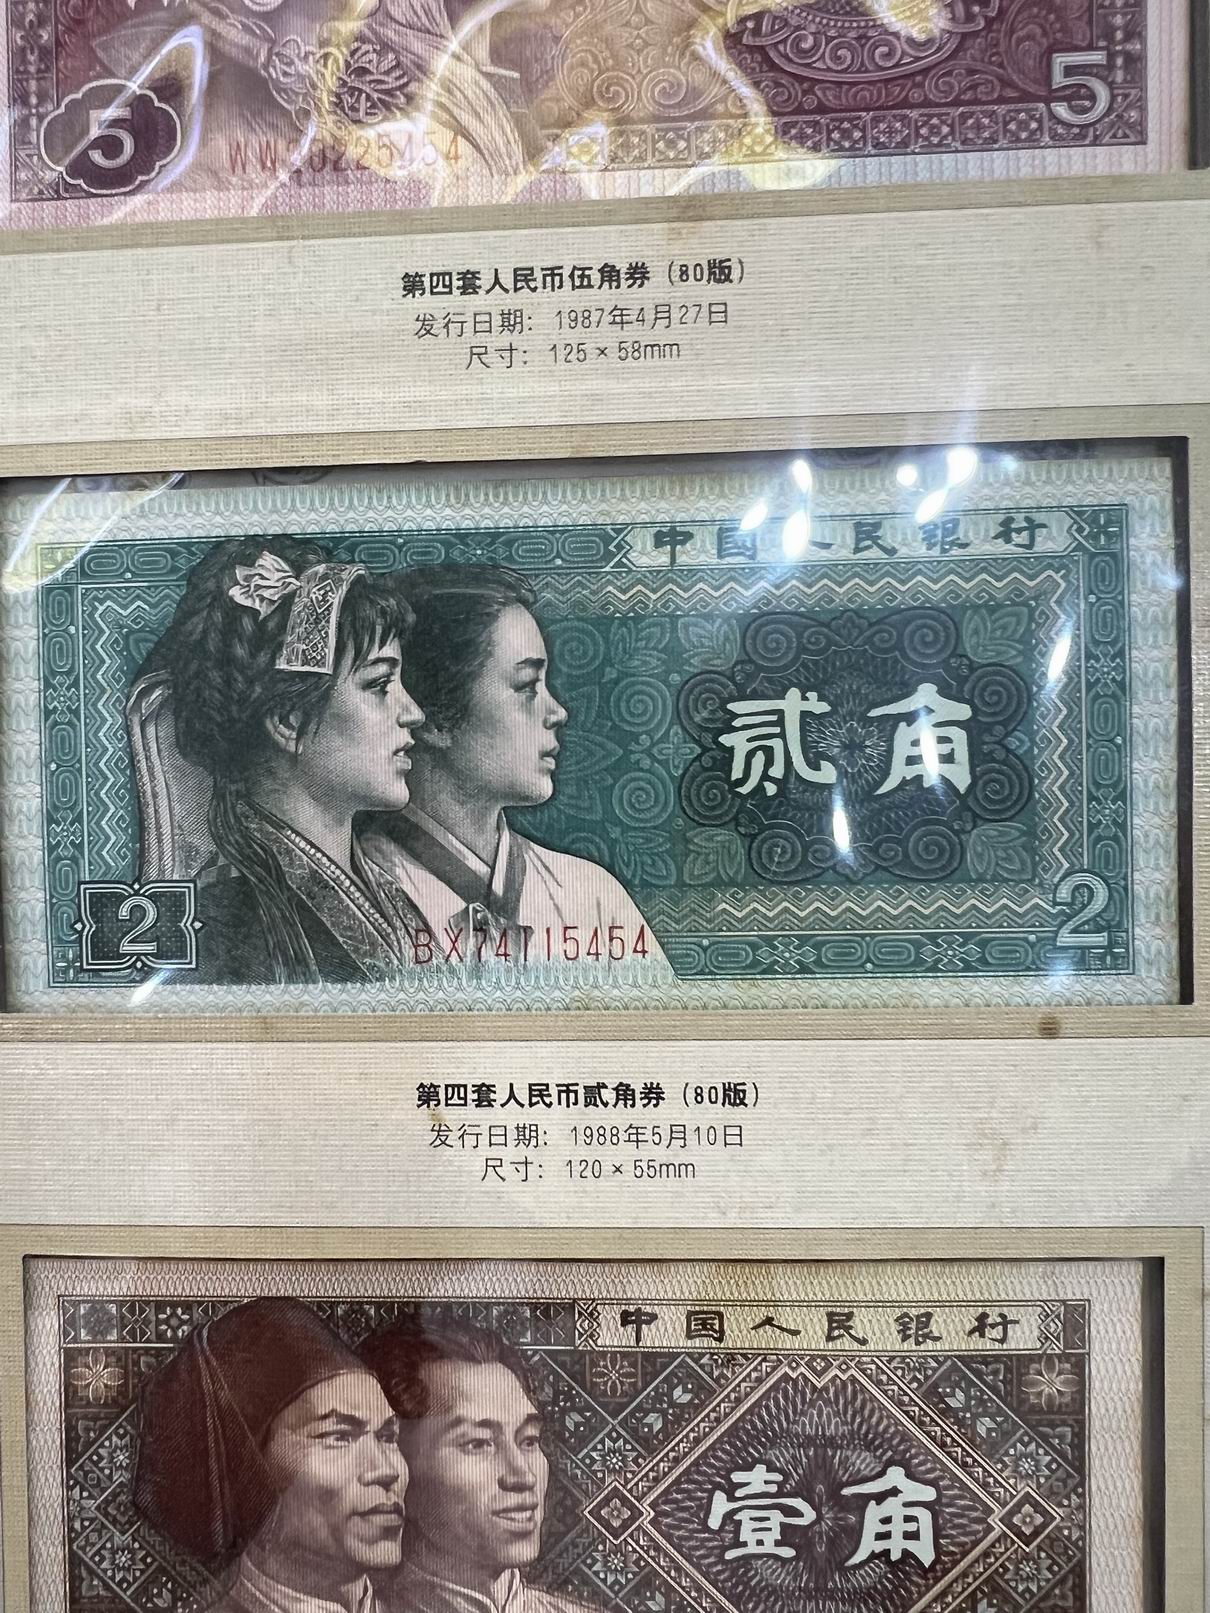 5
5
第四套人民币伍角券（80版）
发行日期：1987年4月27日
尺寸：125×58mm
中国人民银行
贰角
2
BX74715454
2
第四套人民币贰角券（80版）
发行日期：1988年5月10日
尺寸：120×55mm
中国人民银行
壹角